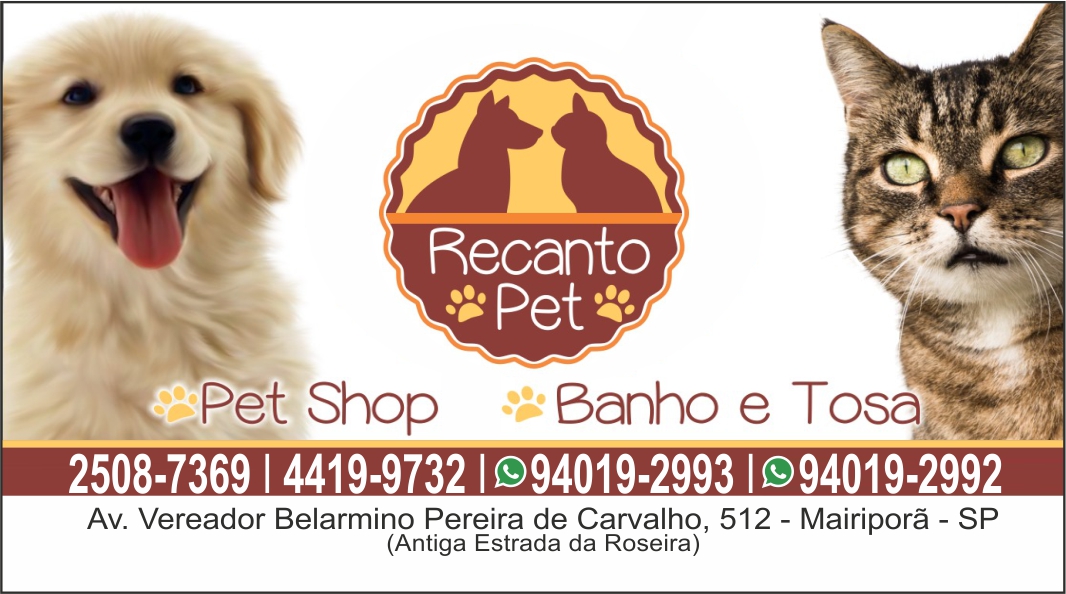 Recanto
Pet
Pet Shop Banho e Tosa
2508-7369 | 4419-9732 | 94019-2993 | 94019-2992
Av. Vereador Belarmino Pereira de Carvalho, 512 - Mairiporã - SP
(Antiga Estrada da Roseira)